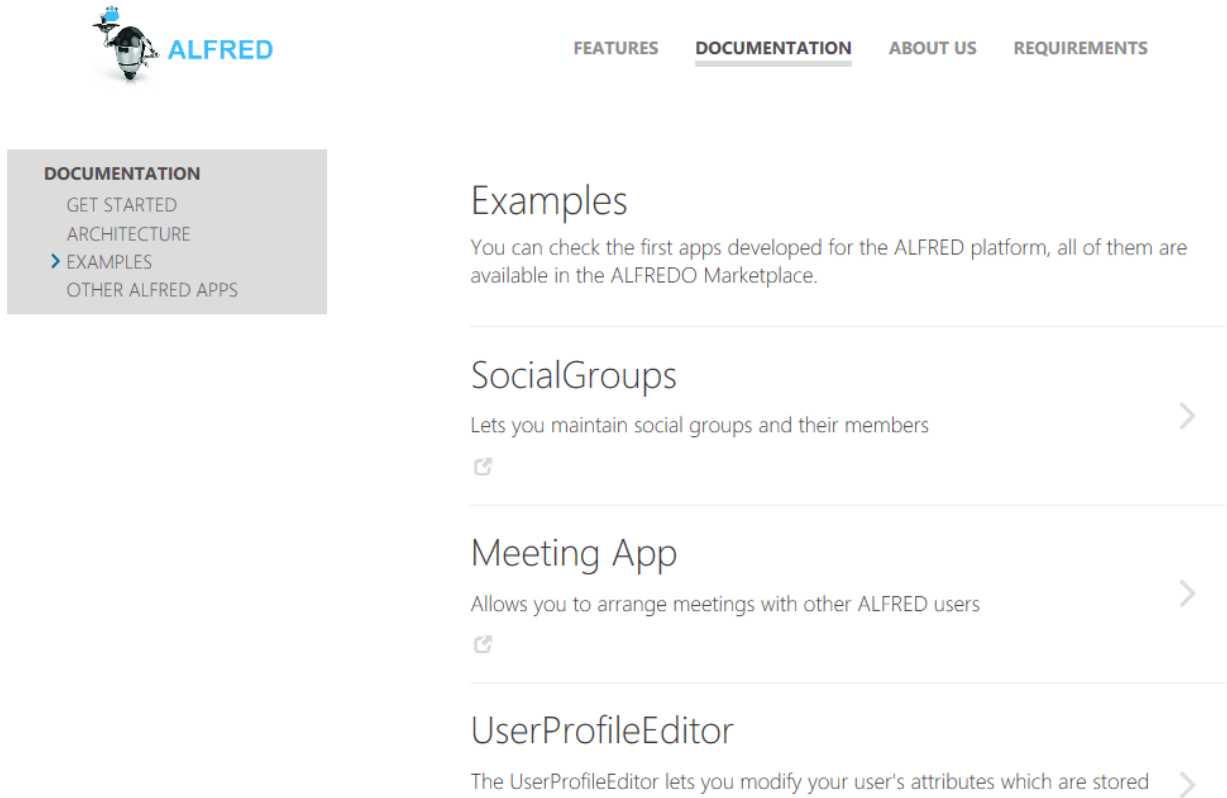 ALFRED
FEATURES DOCUMENTATION ABOUT US REQUIREMENTS
DOCUMENTATION
GET STARTED
ARCHITECTURE
EXAMPLES
OTHER ALFRED APPS
Examples
You can check the first apps developed for the ALFRED platform, all of them are
available in the ALFREDO Marketplace.
SocialGroups
Lets you maintain social groups and their members
Meeting App
Allows you to arrange meetings with other ALFRED users
UserProfileEditor
The UserProfileEditor lets you modify your user's attributes which are stored